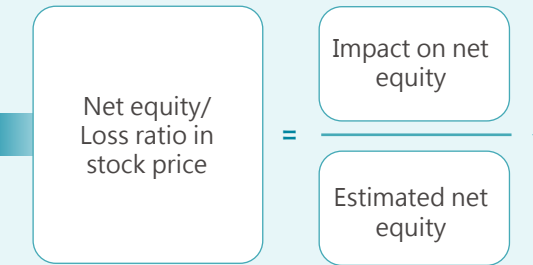 Net equity/
Loss ratio in
stock price
=
Impact on net
equity
Estimated net
equity